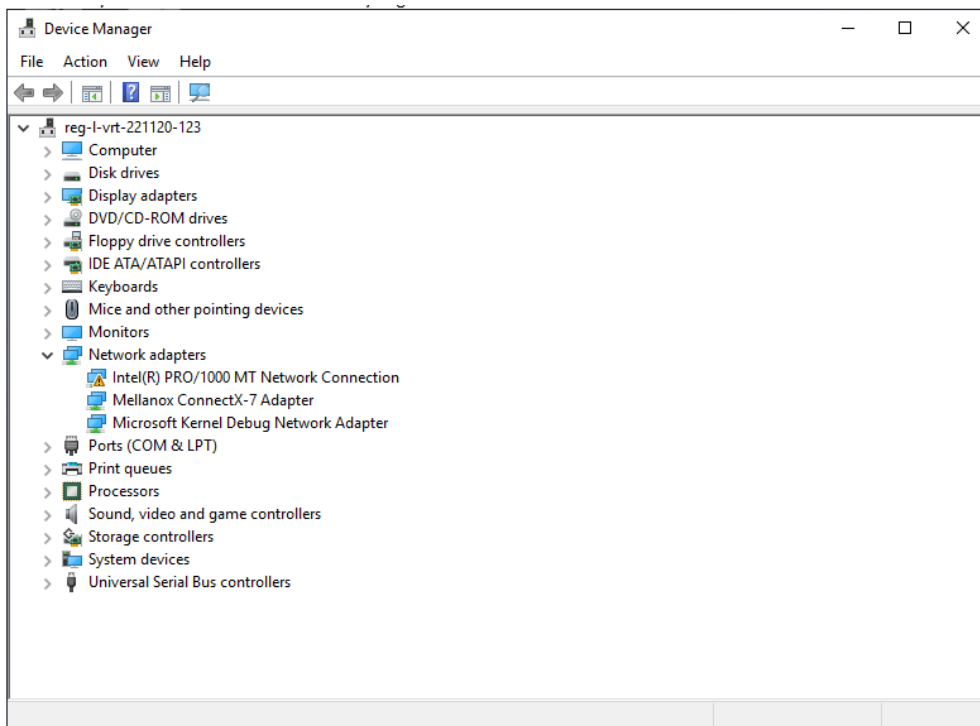 Device Manager
File Action View Help
reg-l-vrt-221120-123
Computer
Disk drives
Display adapters
DVD/CD-ROM drives
Floppy drive controllers
IDE ATA/ATAPI controllers
Keyboards
Mice and other pointing devices
Monitors
Network adapters
Intel(R) PRO/1000 MT Network Connection
Mellanox ConnectX-7 Adapter
Microsoft Kernel Debug Network Adapter
Ports (COM & LPT)
Print queues
Processors
Sound, video and game controllers
Storage controllers
System devices
Universal Serial Bus controllers